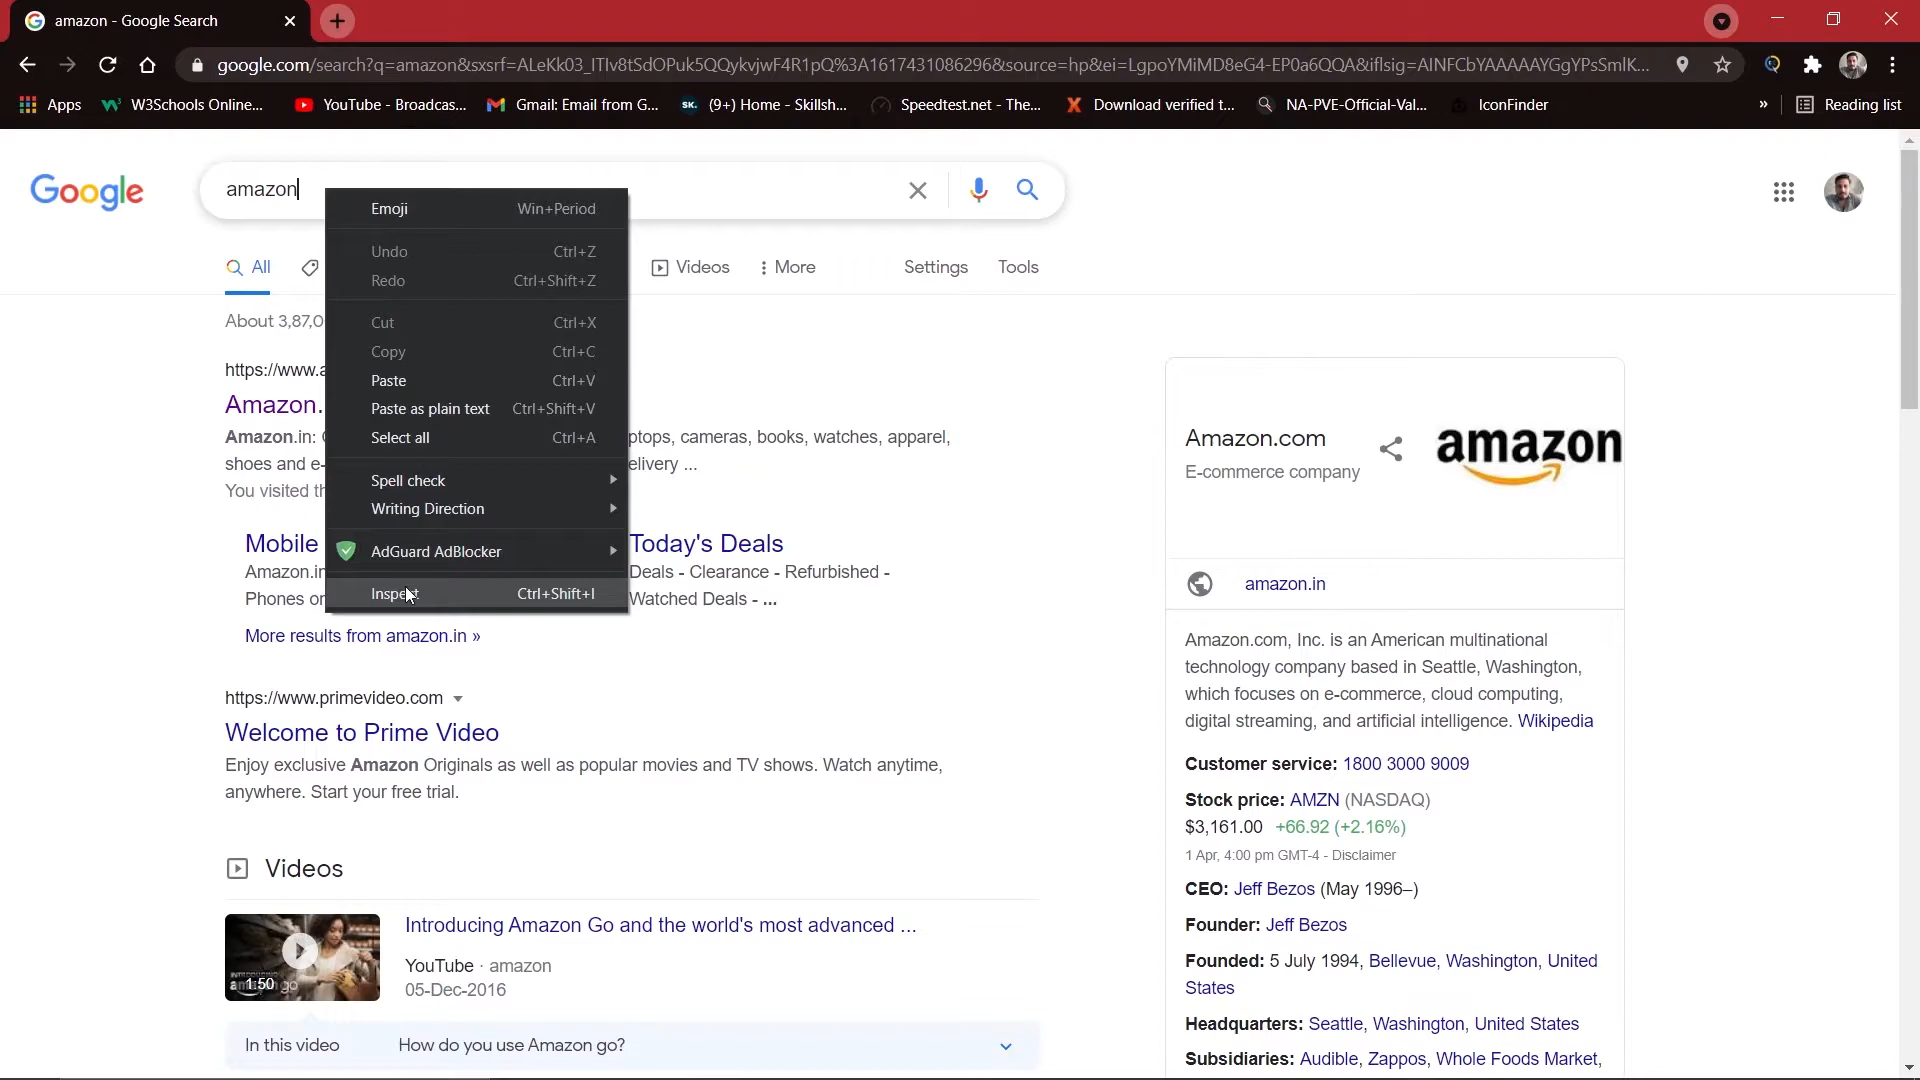 amazon - Google Search
google.com/search?q=amazon&sxsrf=ALeKk03_ITIv8tSdOPuk5QQykvjwF4R1pQ%3A1617431086296&source=hp&ei=LgpoYMiMD8eG4-EP0a6QQA&iflsig=AINFCbYAAAAAYGgYPsSmlK...
Apps W3Schools Online... YouTube - Broadcas... Gmail: Email from G... SK. (9+) Home - Skillsh... Speedtest.net - The... Download verified t... NA-PVE-Official-Val... IconFinder » Reading list
Google
amazon
All Videos More Settings Tools
About 3,87,0
https://www.a
Amazon.
Amazon.in: ptops, cameras, books, watches, apparel,
shoes and e- elivery ...
You visited th
Mobile
Amazon.in
Phones or
Today's Deals
Deals - Clearance - Refurbished -
Watched Deals - ...
More results from amazon.in »
Emoji Win+Period
Undo Ctrl+Z
Redo Ctrl+Shift+Z
Cut Ctrl+X
Copy Ctrl+C
Paste Ctrl+V
Paste as plain text Ctrl+Shift+V
Select all Ctrl+A
Spell check
Writing Direction
AdGuard AdBlocker
Inspect Ctrl+Shift+I
https://www.primevideo.com
Welcome to Prime Video
Enjoy exclusive Amazon Originals as well as popular movies and TV shows. Watch anytime,
anywhere. Start your free trial.
Videos
1:50
Introducing Amazon Go and the world's most advanced ...
YouTube · amazon
05-Dec-2016
In this video How do you use Amazon go?
Amazon.com
E-commerce company
amazon
amazon.in
Amazon.com, Inc. is an American multinational
technology company based in Seattle, Washington,
which focuses on e-commerce, cloud computing,
digital streaming, and artificial intelligence. Wikipedia
Customer service: 1800 3000 9009
Stock price: AMZN (NASDAQ)
$3,161.00 +66.92 (+2.16%)
1 Apr, 4:00 pm GMT-4 - Disclaimer
CEO: Jeff Bezos (May 1996–)
Founder: Jeff Bezos
Founded: 5 July 1994, Bellevue, Washington, United
States
Headquarters: Seattle, Washington, United States
Subsidiaries: Audible, Zappos, Whole Foods Market,